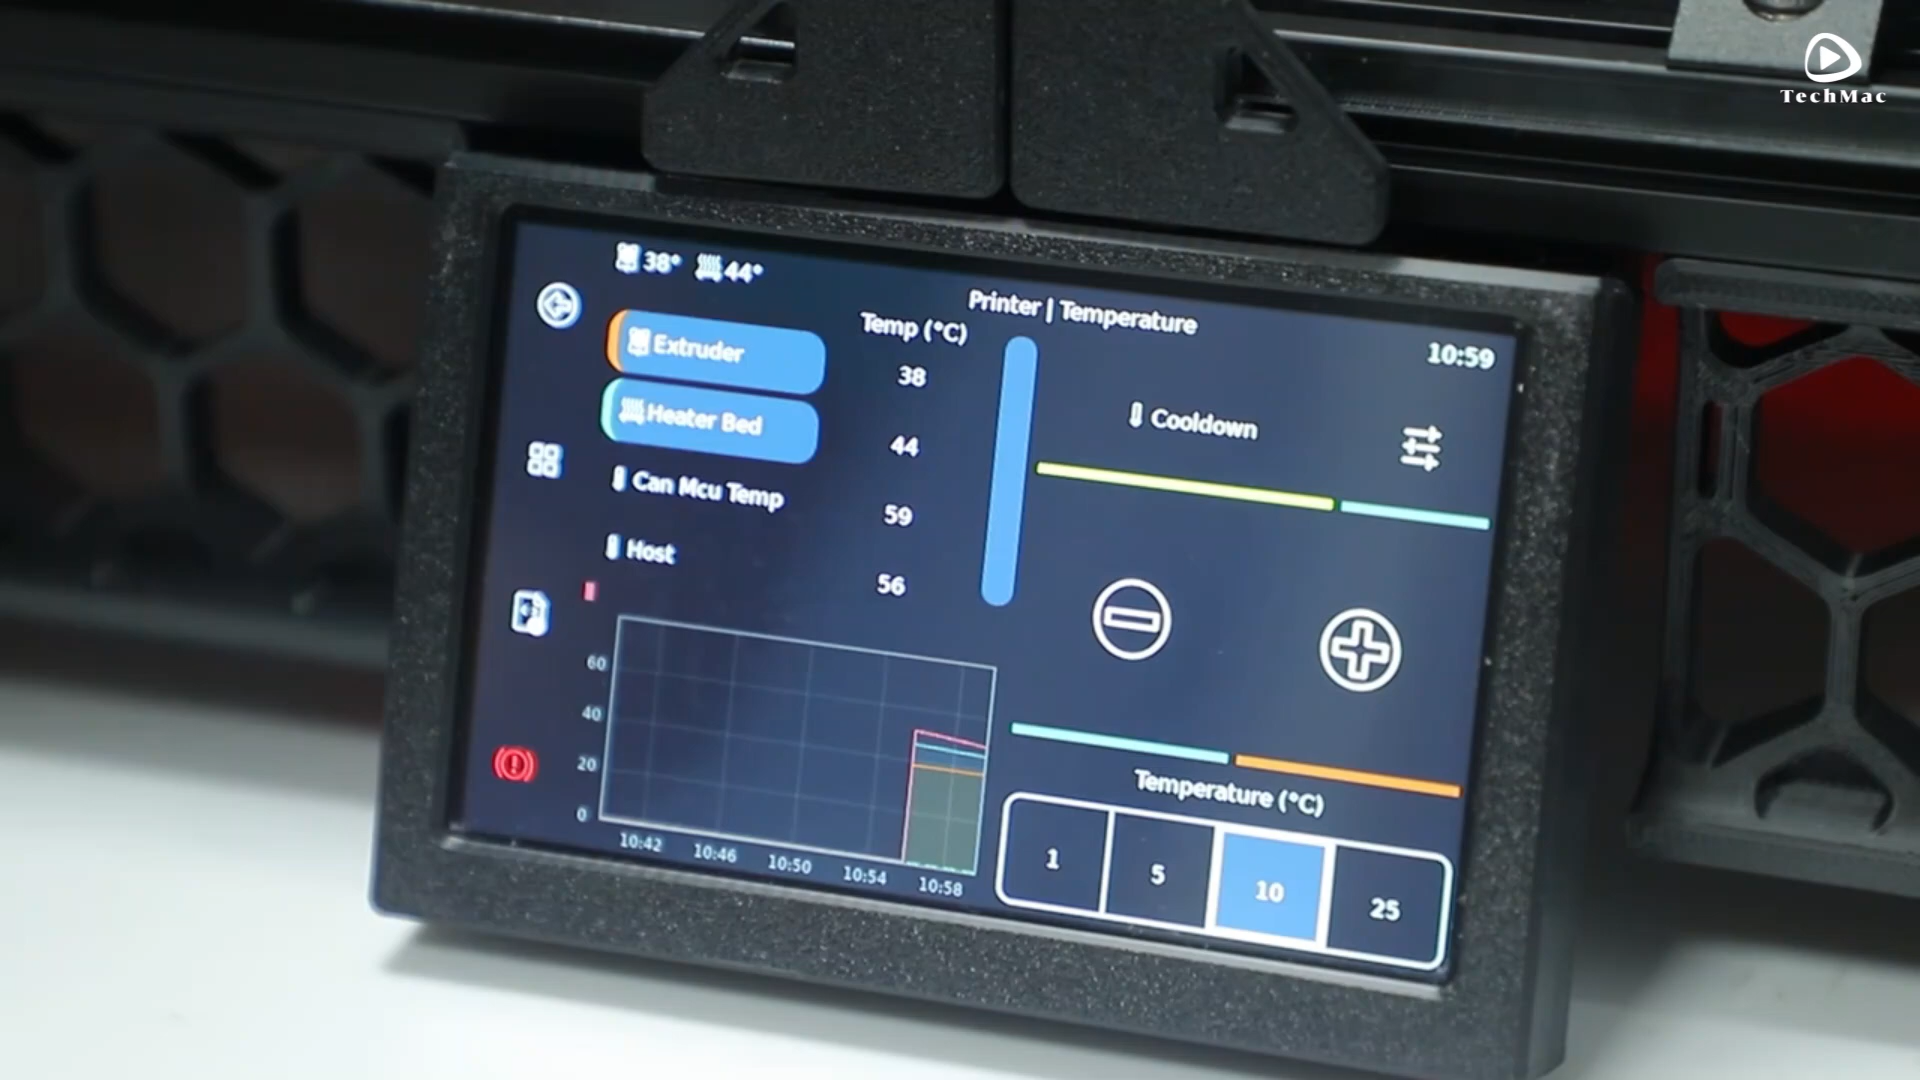 TechMac
38° 44°
Printer | Temperature
10:59
Temp (°C)
Extruder 38
Heater Bed 44
Can Mcu Temp 59
Host 56
Cooldown
60
40
20
0
10:42 10:46 10:50 10:54 10:58
Temperature (°C)
1 5 10 25